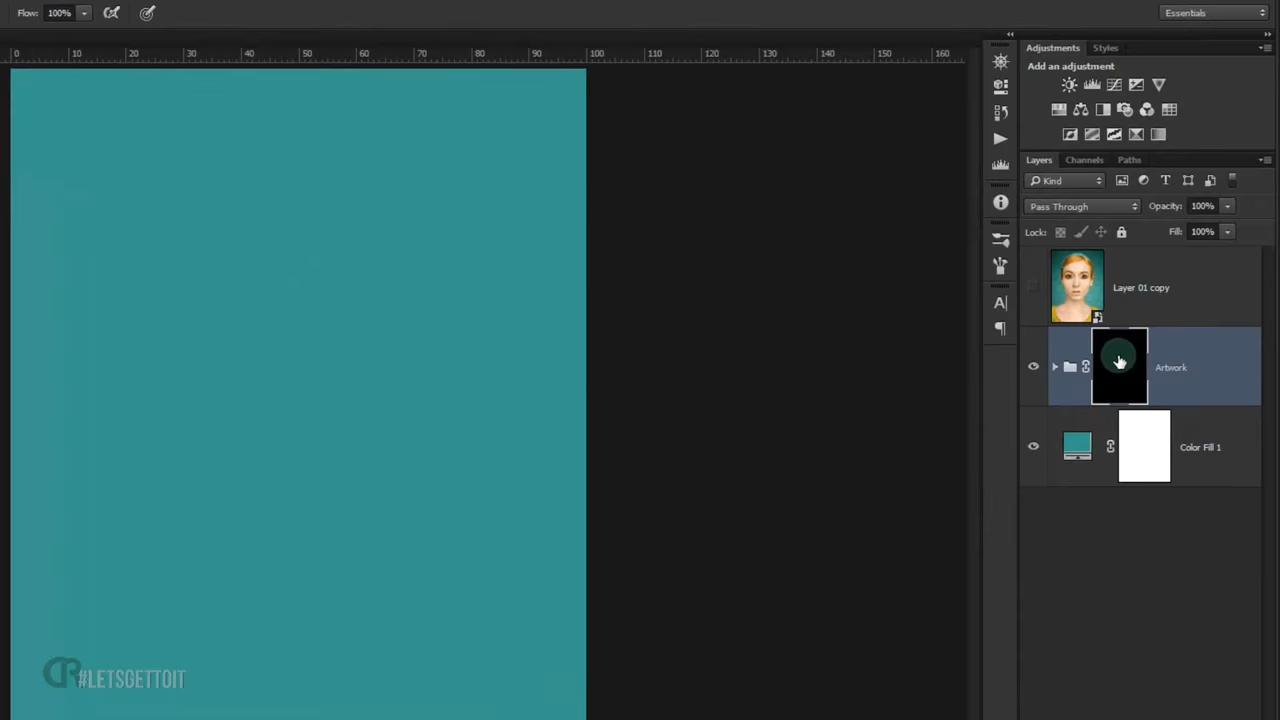 Flow: 100%
Essentials
0 10 20 30 40 50 60 70 80 90 100 110 120 130 140 150 160
Adjustments Styles
Add an adjustment
Layers Channels Paths
Kind
Pass Through Opacity: 100%
Lock: Fill: 100%
Layer 01 copy
Artwork
Color Fill 1
#LETSGETTOIT